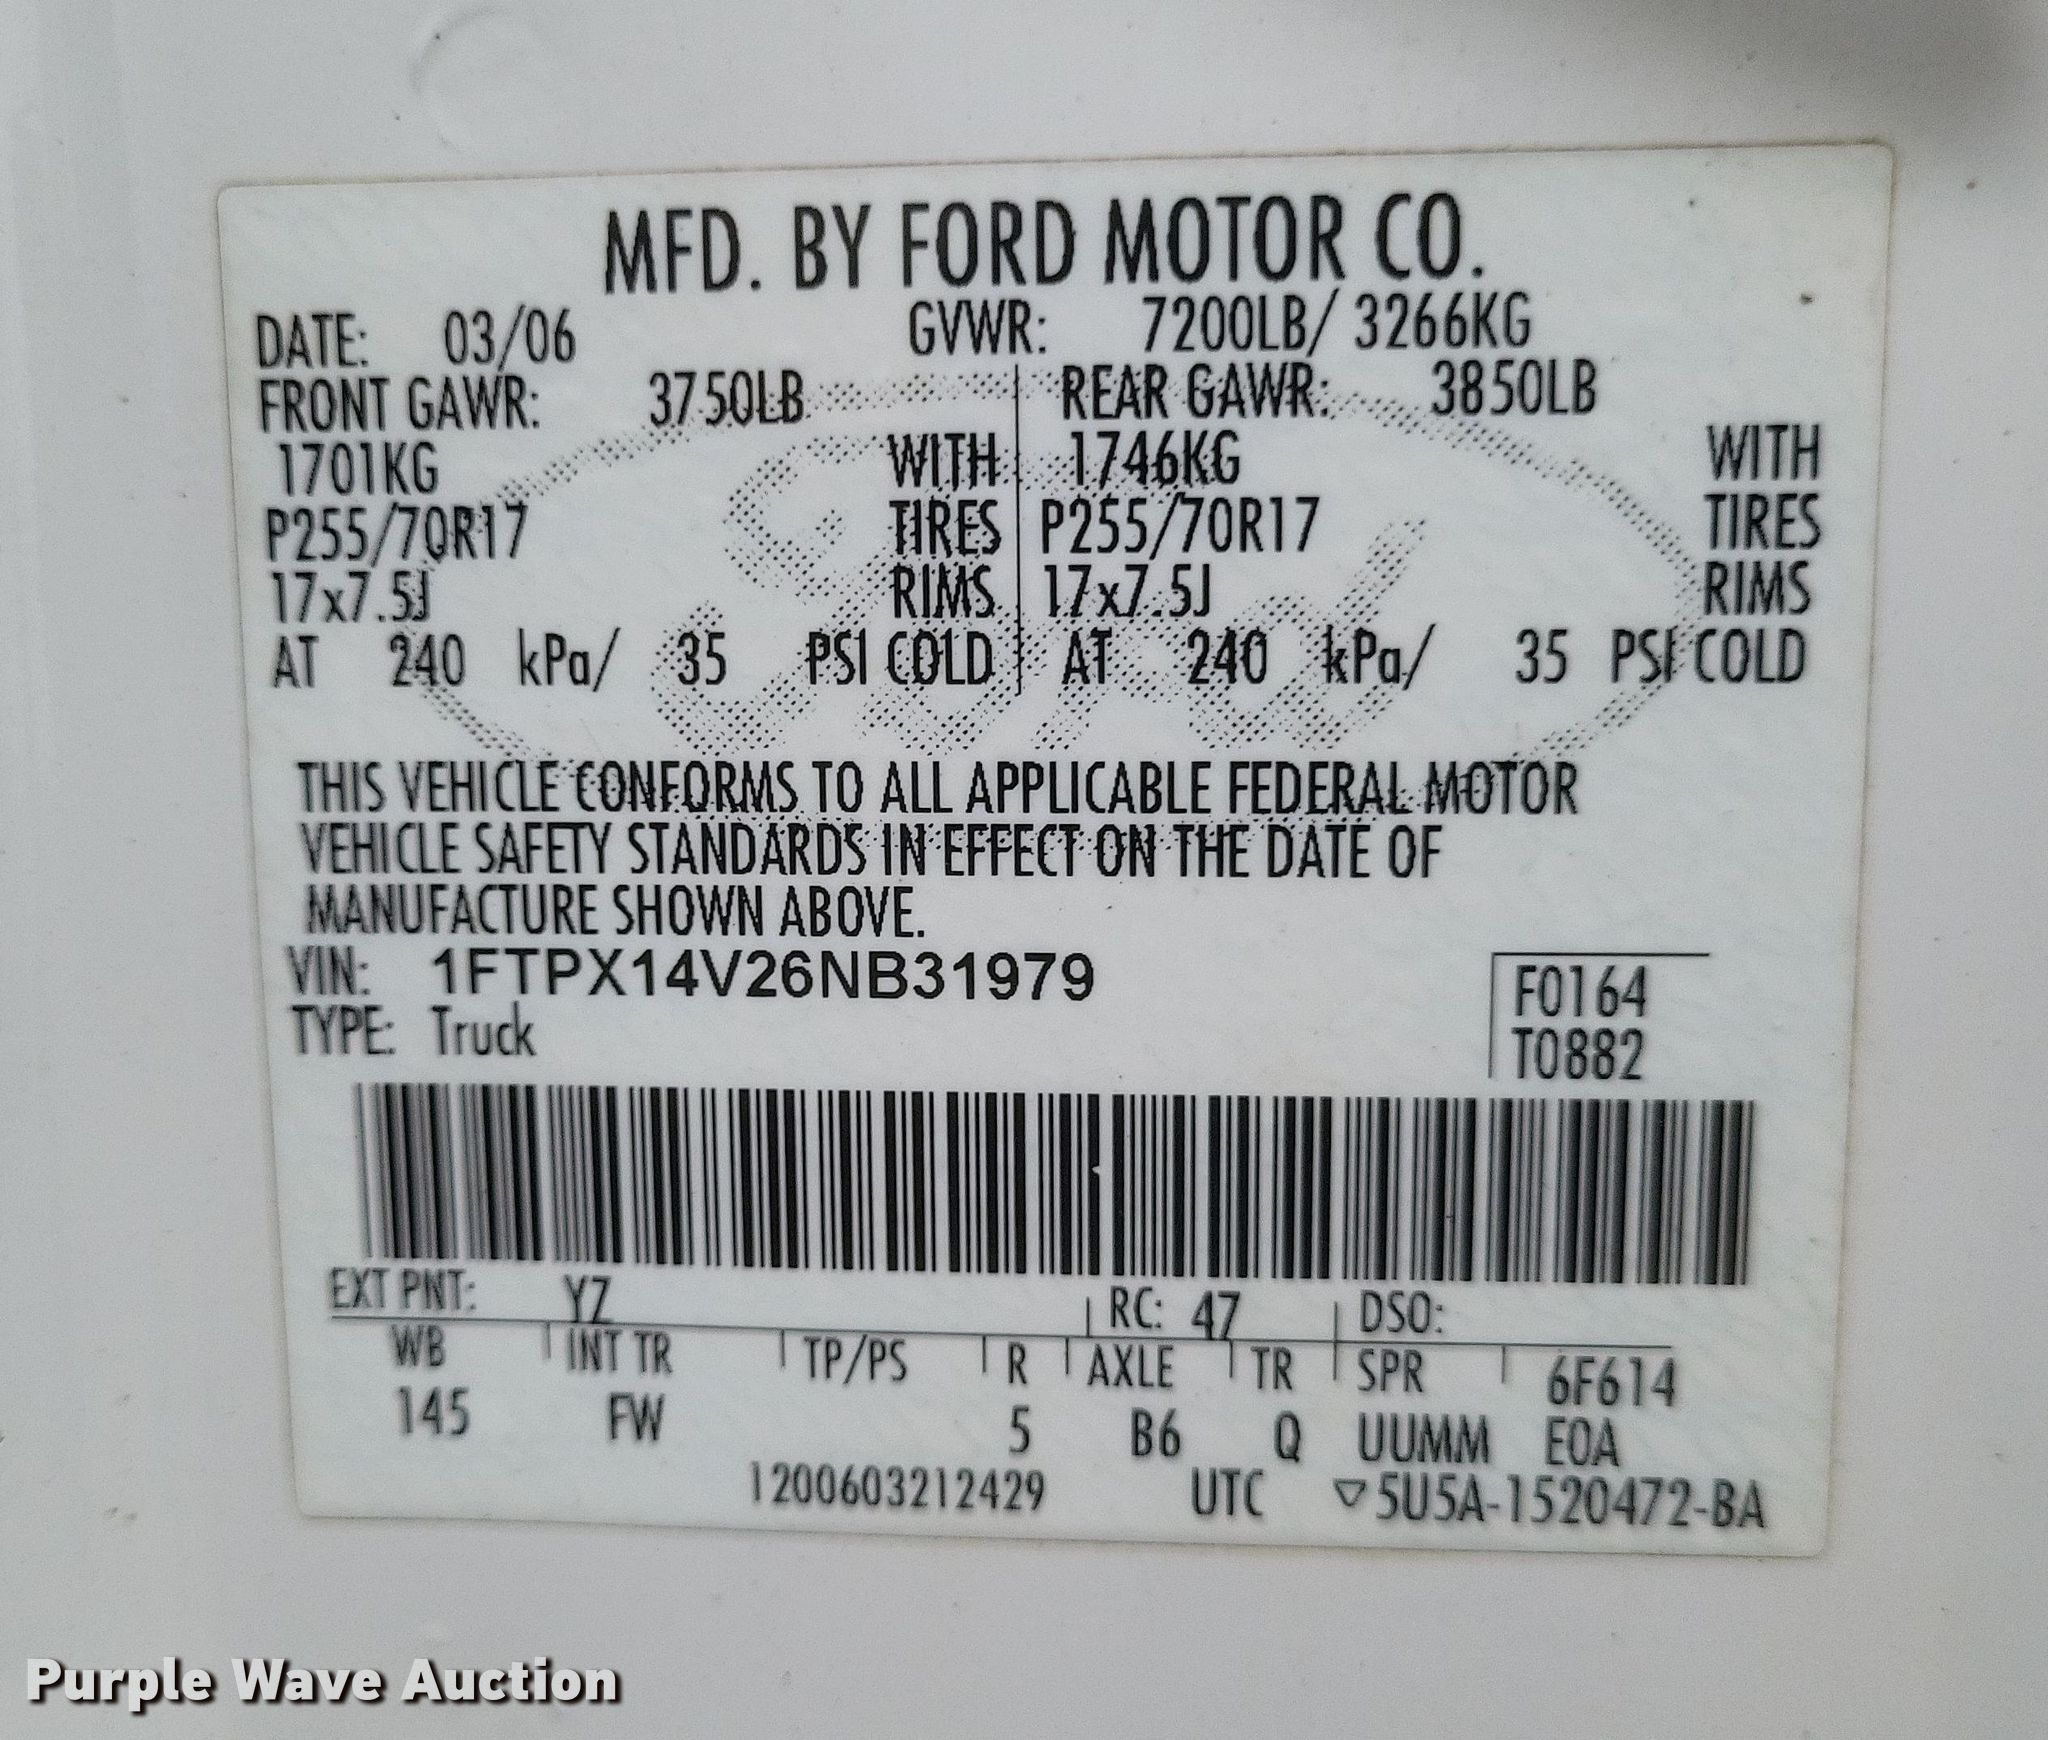 MFD. BY FORD MOTOR CO.
DATE: 03/06 GVWR: 7200LB/ 3266KG
FRONT GAWR: 3750LB REAR GAWR: 3850LB
1701KG WITH 1746KG WITH
P255/70R17 TIRES P255/70R17 TIRES
17x7.5J RIMS 17x7.5J RIMS
AT 240 kPa/ 35 PSI COLD AT 240 kPa/ 35 PSI COLD
THIS VEHICLE CONFORMS TO ALL APPLICABLE FEDERAL MOTOR
VEHICLE SAFETY STANDARDS IN EFFECT ON THE DATE OF
MANUFACTURE SHOWN ABOVE.
VIN: 1FTPX14V26NB31979 F0164
TYPE: Truck T0882
EXT PNT: YZ RC: 47 DSO:
WB INT TR TP/PS R AXLE TR SPR 6F614
145 FW 5 B6 Q UUMM E0A
1200603212429 UTC ▽5U5A-1520472-BA
Purple Wave Auction